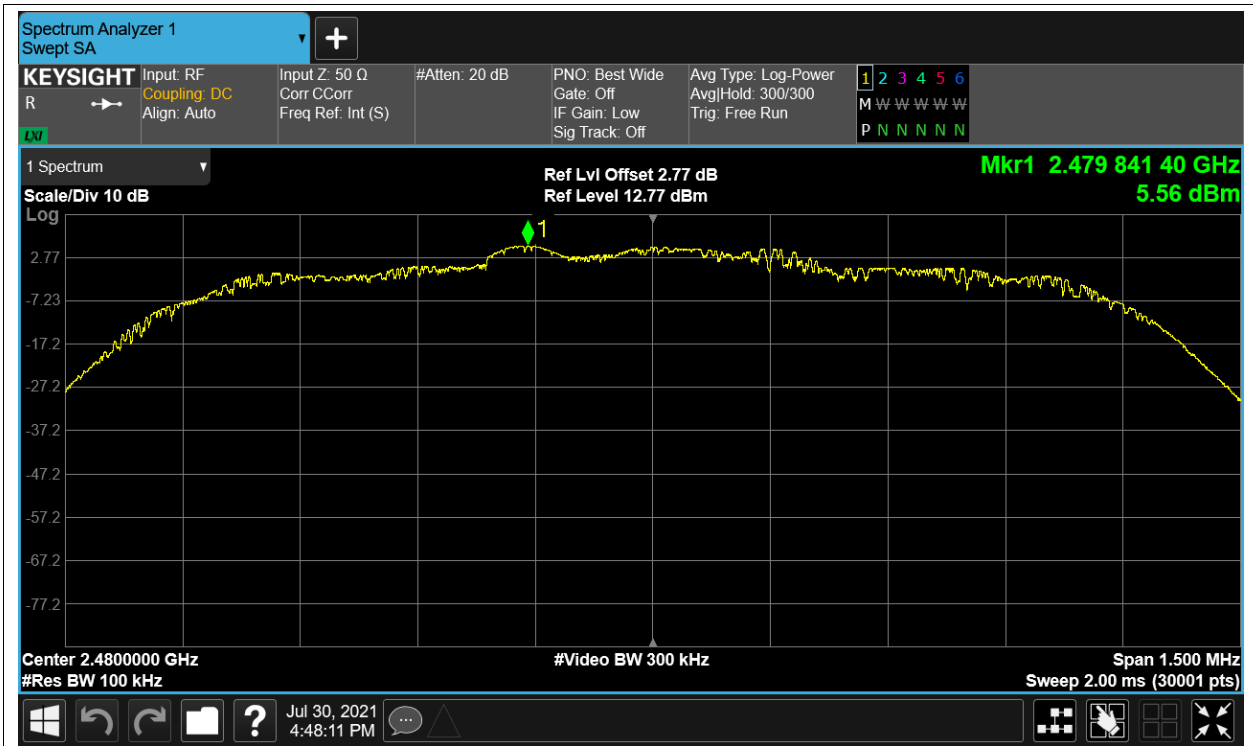 Spectrum Analyzer 1
Swept SA
KEYSIGHT
R
LXI
Input: RF
Coupling: DC
Align: Auto
Input Z: 50 Ω
Corr CCorr
Freq Ref: Int (S)
#Atten: 20 dB
PNO: Best Wide
Gate: Off
IF Gain: Low
Sig Track: Off
Avg Type: Log-Power
Avg|Hold: 300/300
Trig: Free Run
1 2 3 4 5 6
M W W W W W
P N N N N N
1 Spectrum
Scale/Div 10 dB
Log
Ref Lvl Offset 2.77 dB
Ref Level 12.77 dBm
Mkr1 2.479 841 40 GHz
5.56 dBm
1
2.77
-7.23
-17.2
-27.2
-37.2
-47.2
-57.2
-67.2
-77.2
Center 2.4800000 GHz
#Res BW 100 kHz
#Video BW 300 kHz
Span 1.500 MHz
Sweep 2.00 ms (30001 pts)
?
Jul 30, 2021
4:48:11 PM